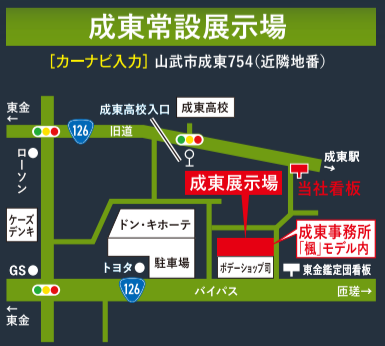 成東常設展示場
[カーナビ入力] 山武市成東754(近隣地番)
東金
←
126
旧道
成東高校入口
成東高校
成東駅
→
ローソン
成東展示場
当社看板
ケーズ
デンキ
ドン・キホーテ
駐車場
成東事務所
「楓」モデル内
ボデーショップ司
GS
トヨタ
東金鑑定団看板
126
バイパス
匝瑳→
←
東金